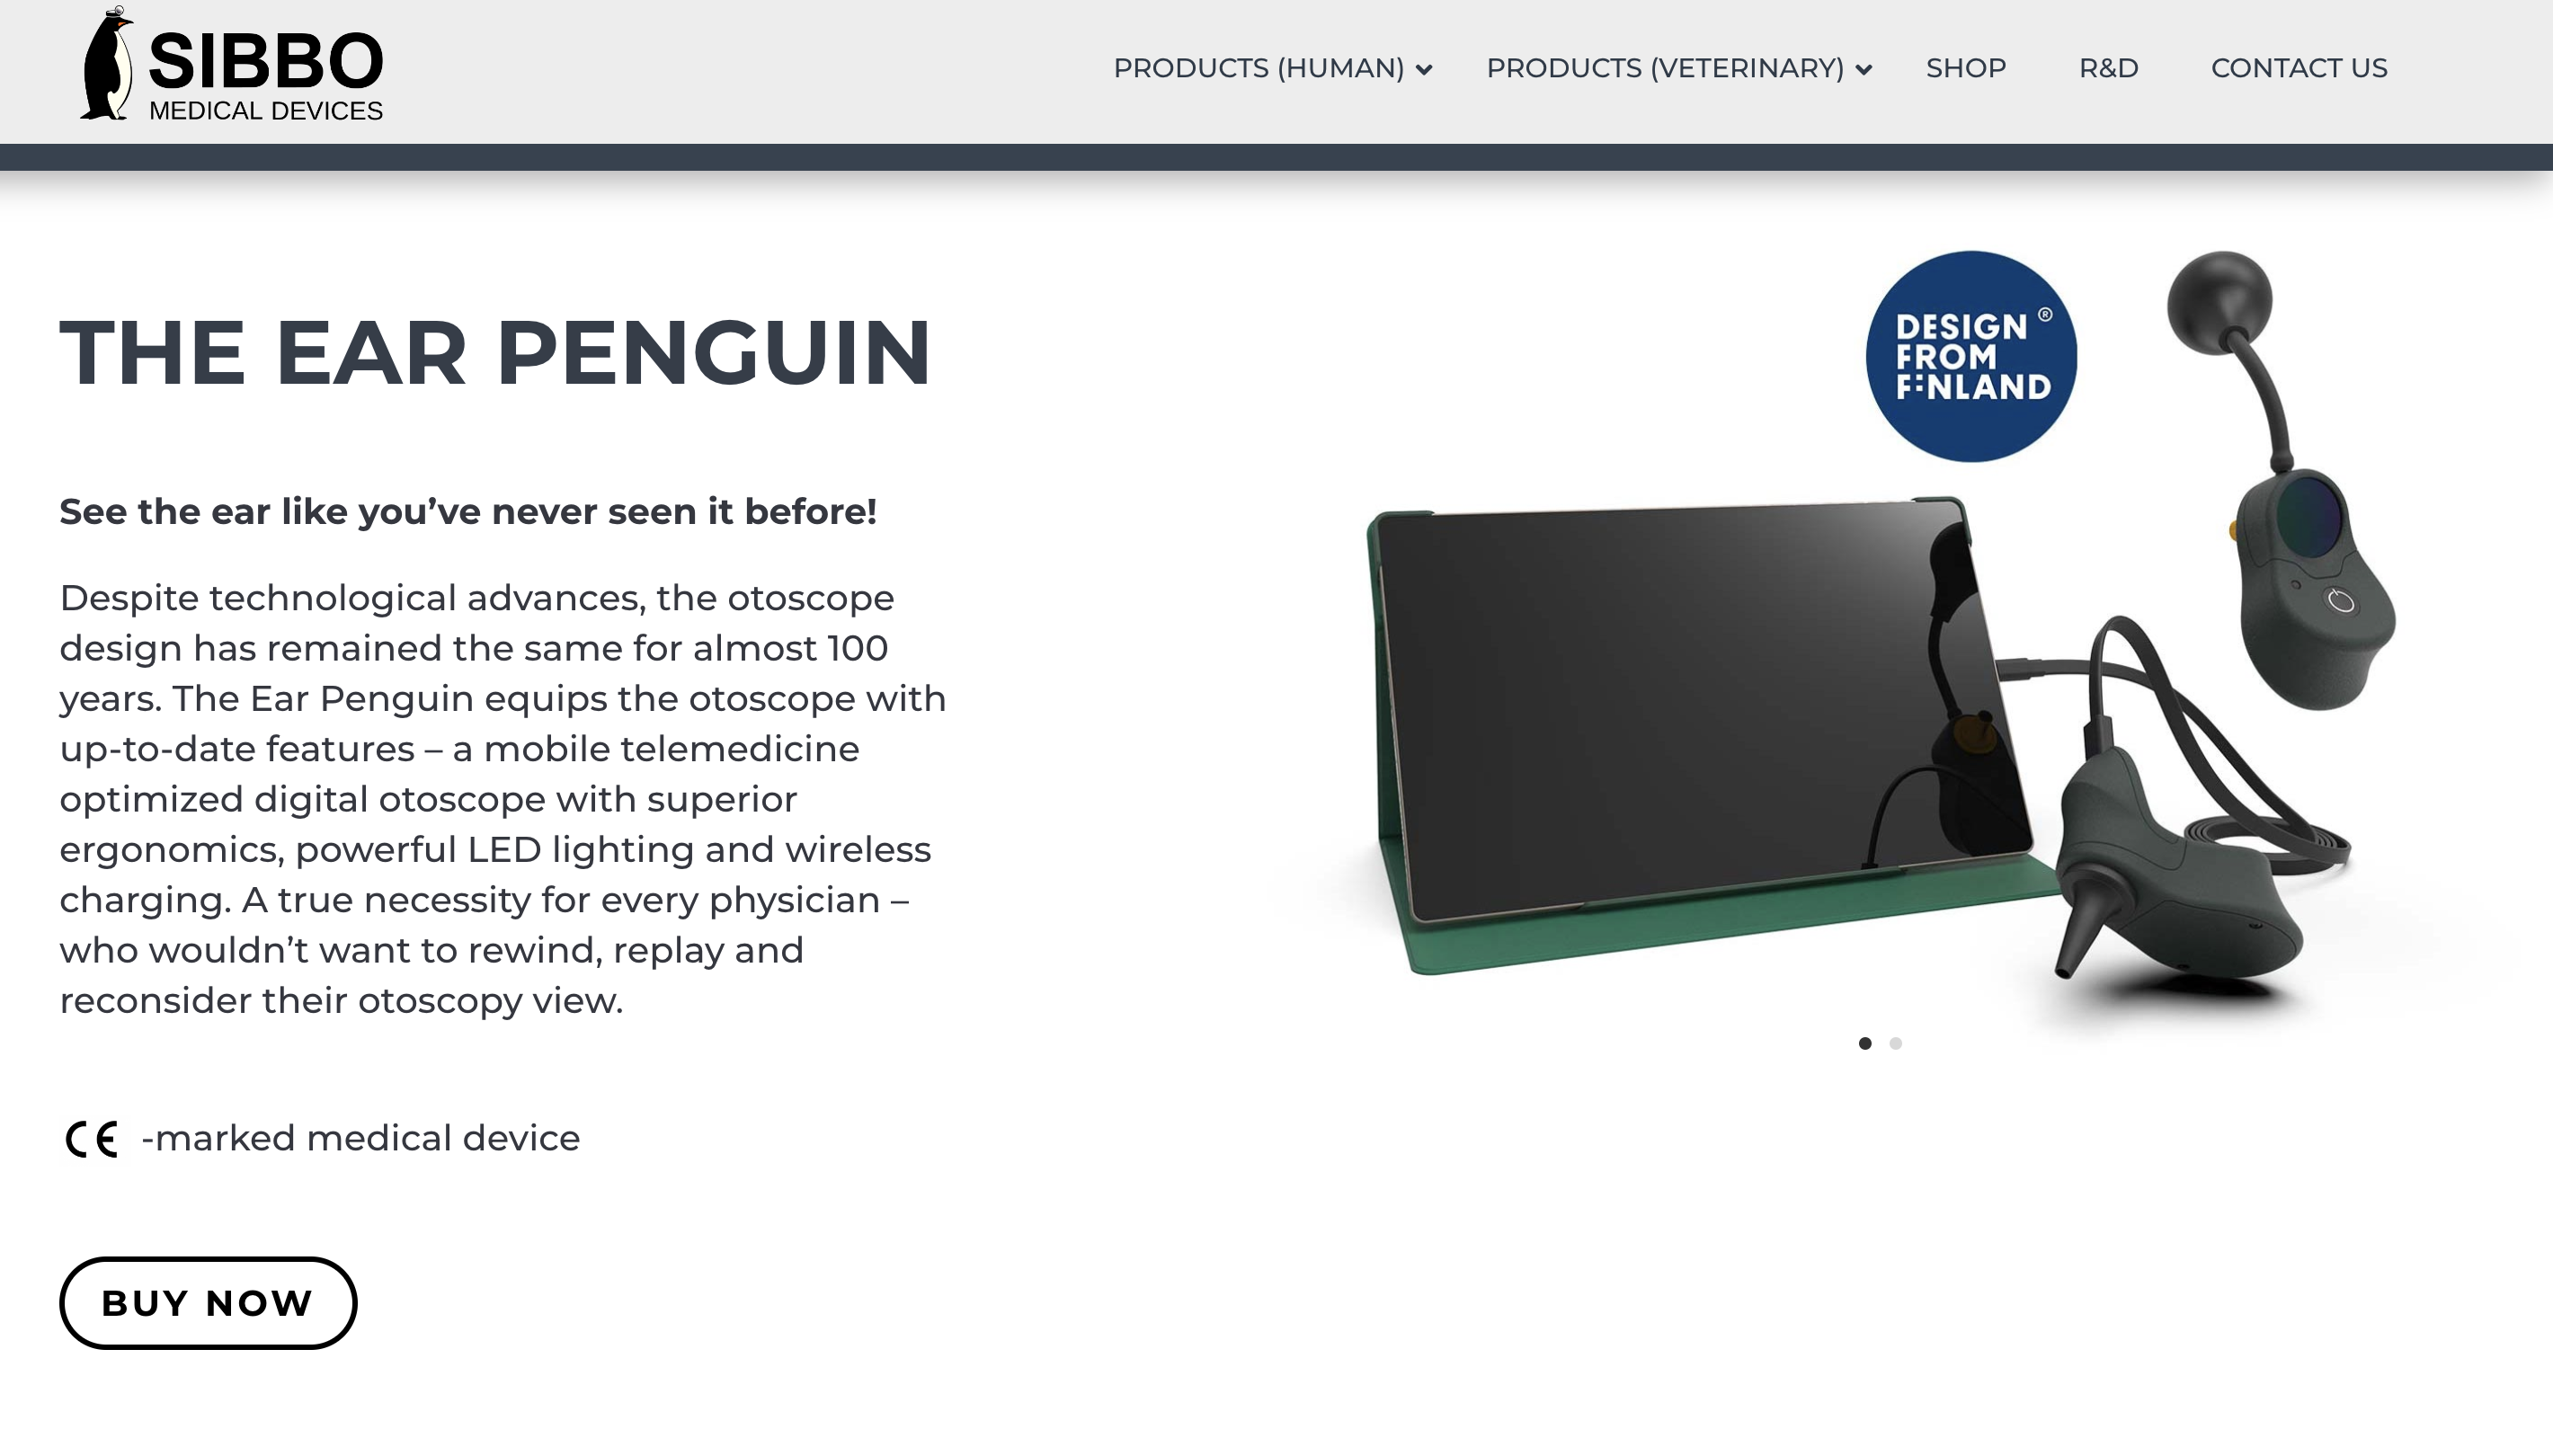 SIBBO
MEDICAL DEVICES
PRODUCTS (HUMAN)
PRODUCTS (VETERINARY)
SHOP
R&D
CONTACT US
THE EAR PENGUIN
See the ear like you’ve never seen it before!
Despite technological advances, the otoscope
design has remained the same for almost 100
years. The Ear Penguin equips the otoscope with
up-to-date features – a mobile telemedicine
optimized digital otoscope with superior
ergonomics, powerful LED lighting and wireless
charging. A true necessity for every physician –
who wouldn’t want to rewind, replay and
reconsider their otoscopy view.
CE -marked medical device
BUY NOW
DESIGN ®
FROM
FINLAND